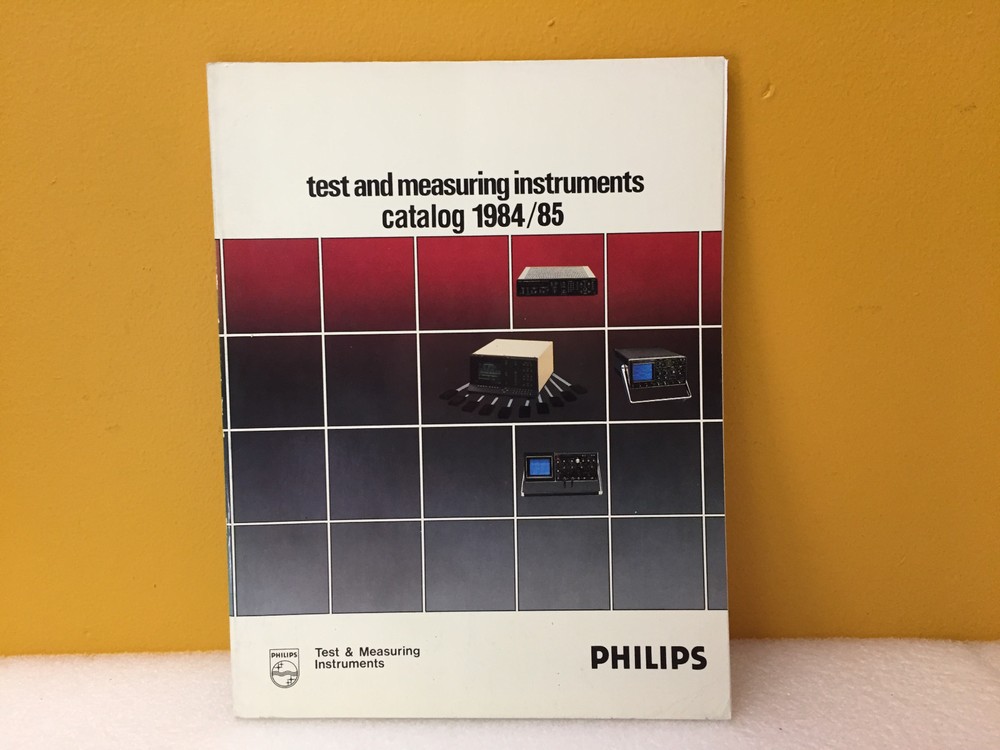 test and measuring instruments
catalog 1984/85
PHILIPS
Test & Measuring
Instruments
PHILIPS